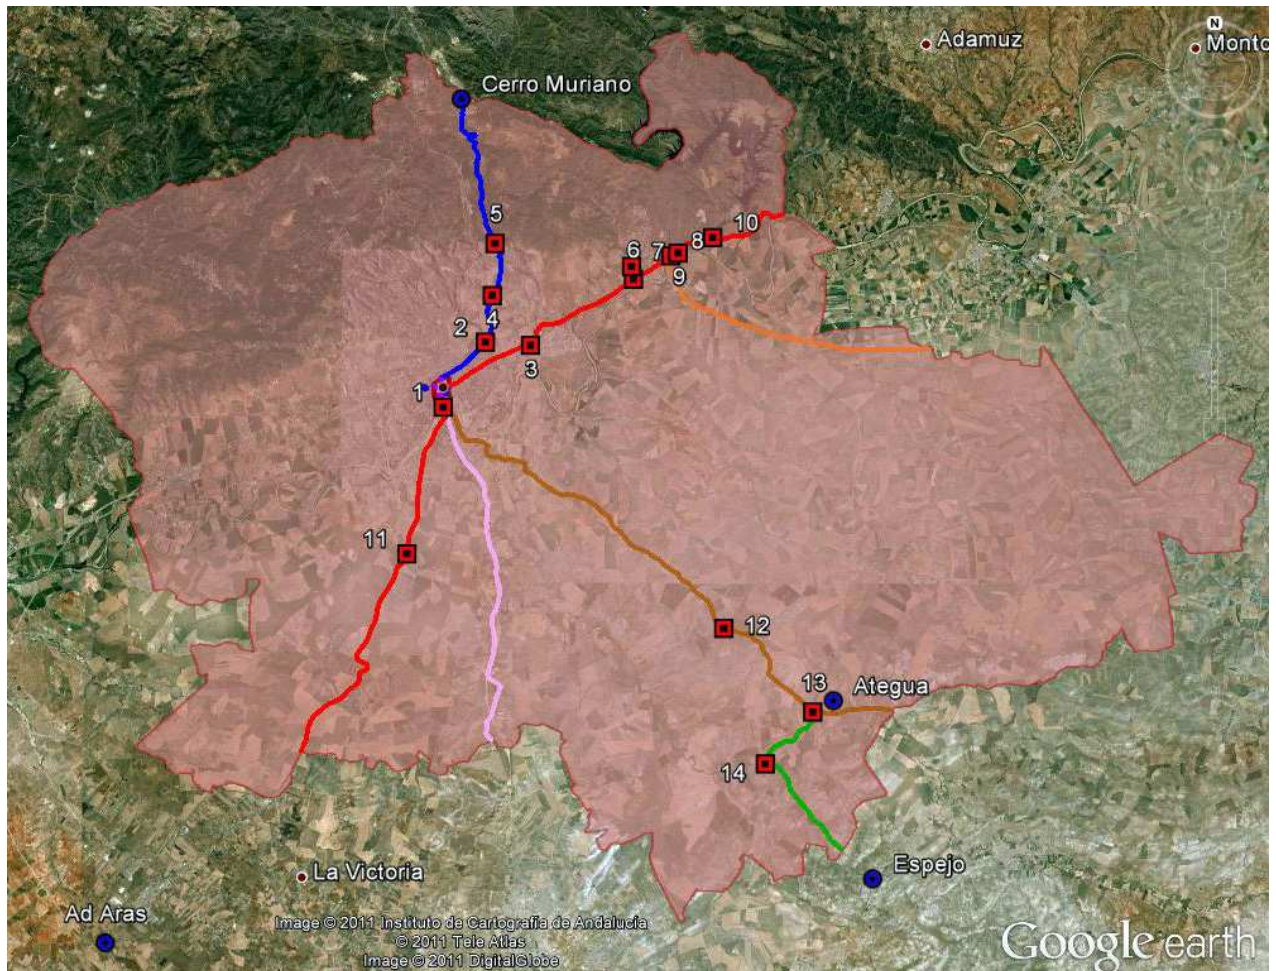 N
Adamuz
Monto
Cerro Muriano
5
10
8
6
7
9
4
2
3
1
11
12
13
Ategua
14
Espejo
La Victoria
Ad Aras
Image © 2011 Instituto de Cartografía de Andalucía
© 2011 Tele Atlas
Image © 2011 DigitalGlobe
Google earth